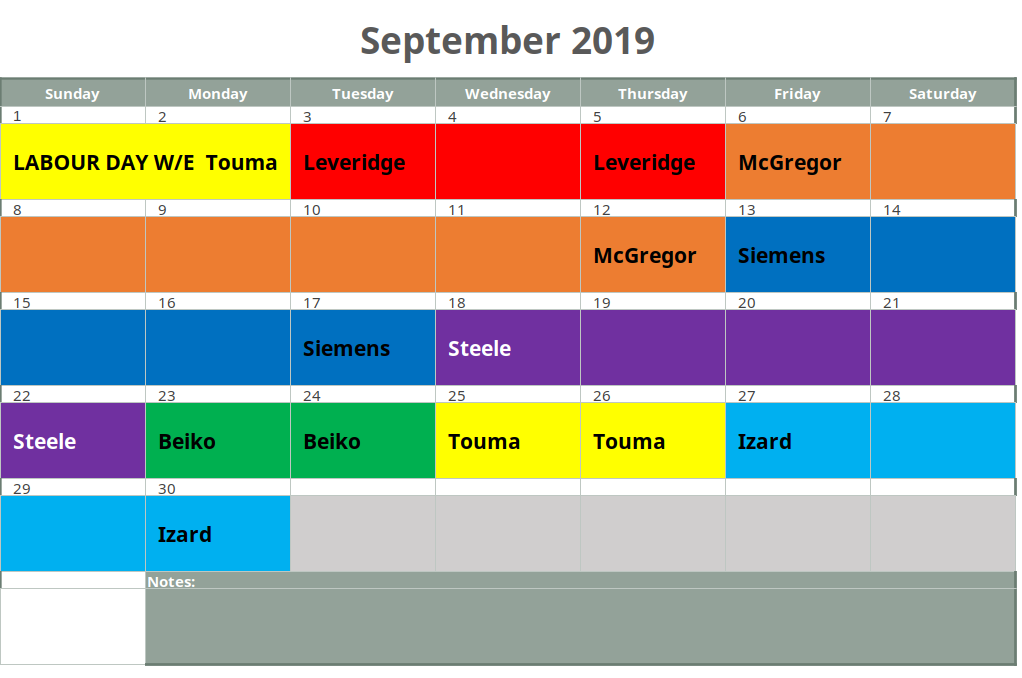 September 2019
Sunday Monday Tuesday Wednesday Thursday Friday Saturday
1 2 3 4 5 6 7
LABOUR DAY W/E  Touma Leveridge Leveridge McGregor
8 9 10 11 12 13 14
McGregor Siemens
15 16 17 18 19 20 21
Siemens Steele
22 23 24 25 26 27 28
Steele Beiko Beiko Touma Touma Izard
29 30
Izard
Notes: